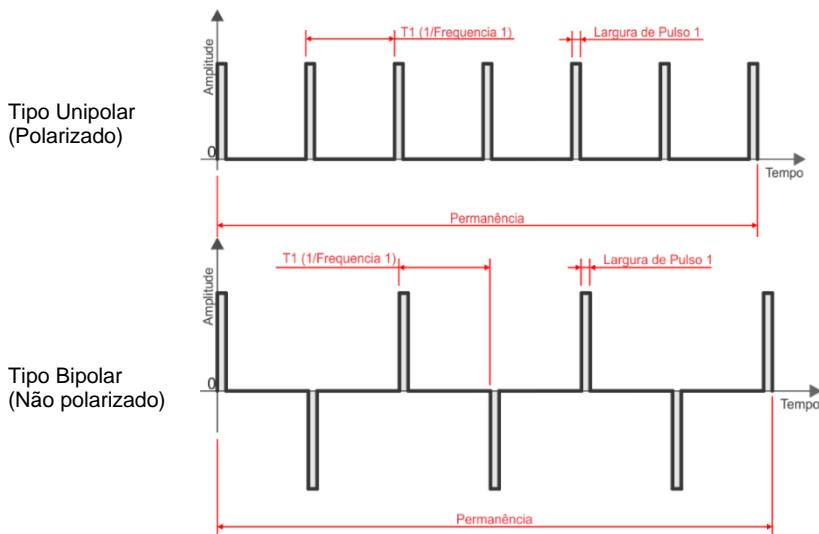 Tipo Unipolar
(Polarizado)
Amplitude
T1 (1/Frequencia 1)
Largura de Pulso 1
0
Tempo
Permanência
Tipo Bipolar
(Não polarizado)
Amplitude
T1 (1/Frequencia 1)
Largura de Pulso 1
0
Tempo
Permanência